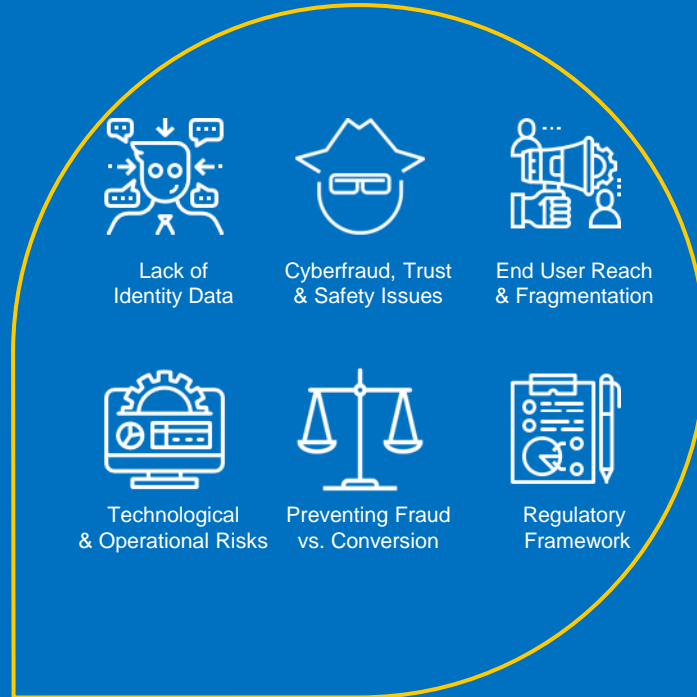 Lack of
Identity Data
Cyberfraud, Trust
& Safety Issues
End User Reach
& Fragmentation
Technological
& Operational Risks
Preventing Fraud
vs. Conversion
Regulatory
Framework